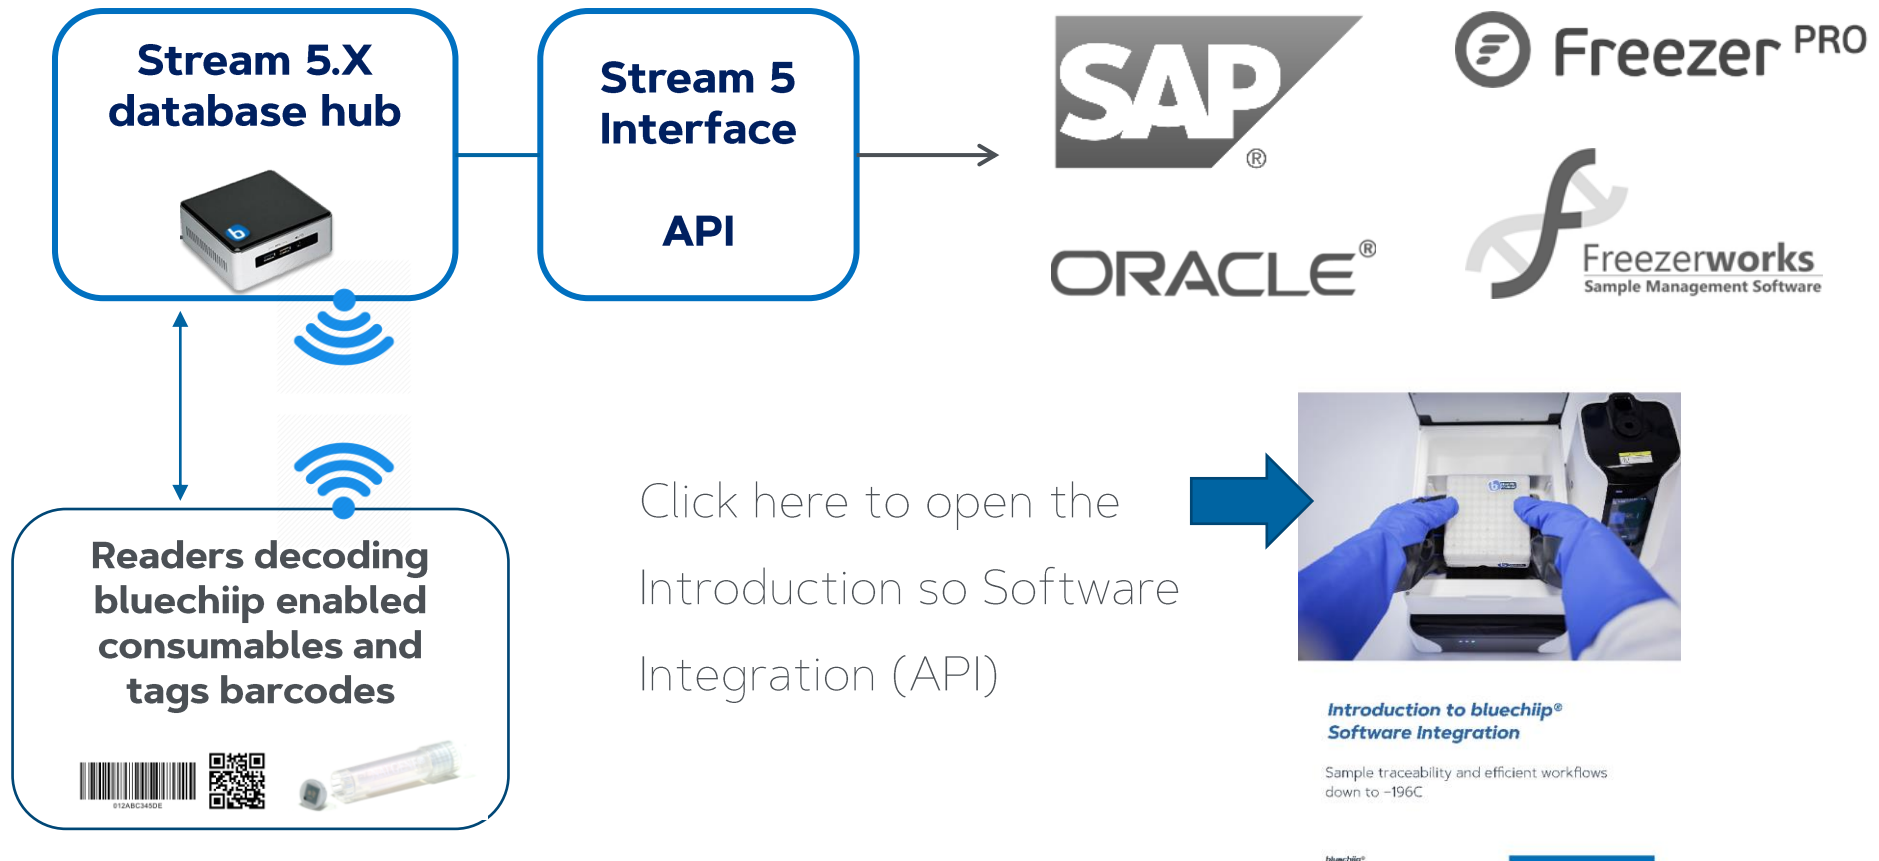 Stream 5.X
database hub
Stream 5
Interface
API
SAP
®
Freezer PRO
ORACLE®
Freezerworks
Sample Management Software
Readers decoding
bluechiip enabled
consumables and
tags barcodes
012ABC345DE
Click here to open the
Introduction so Software
Integration (API)
Introduction to bluechiip®
Software Integration
Sample traceability and efficient workflows
down to -196C
bluechiip®